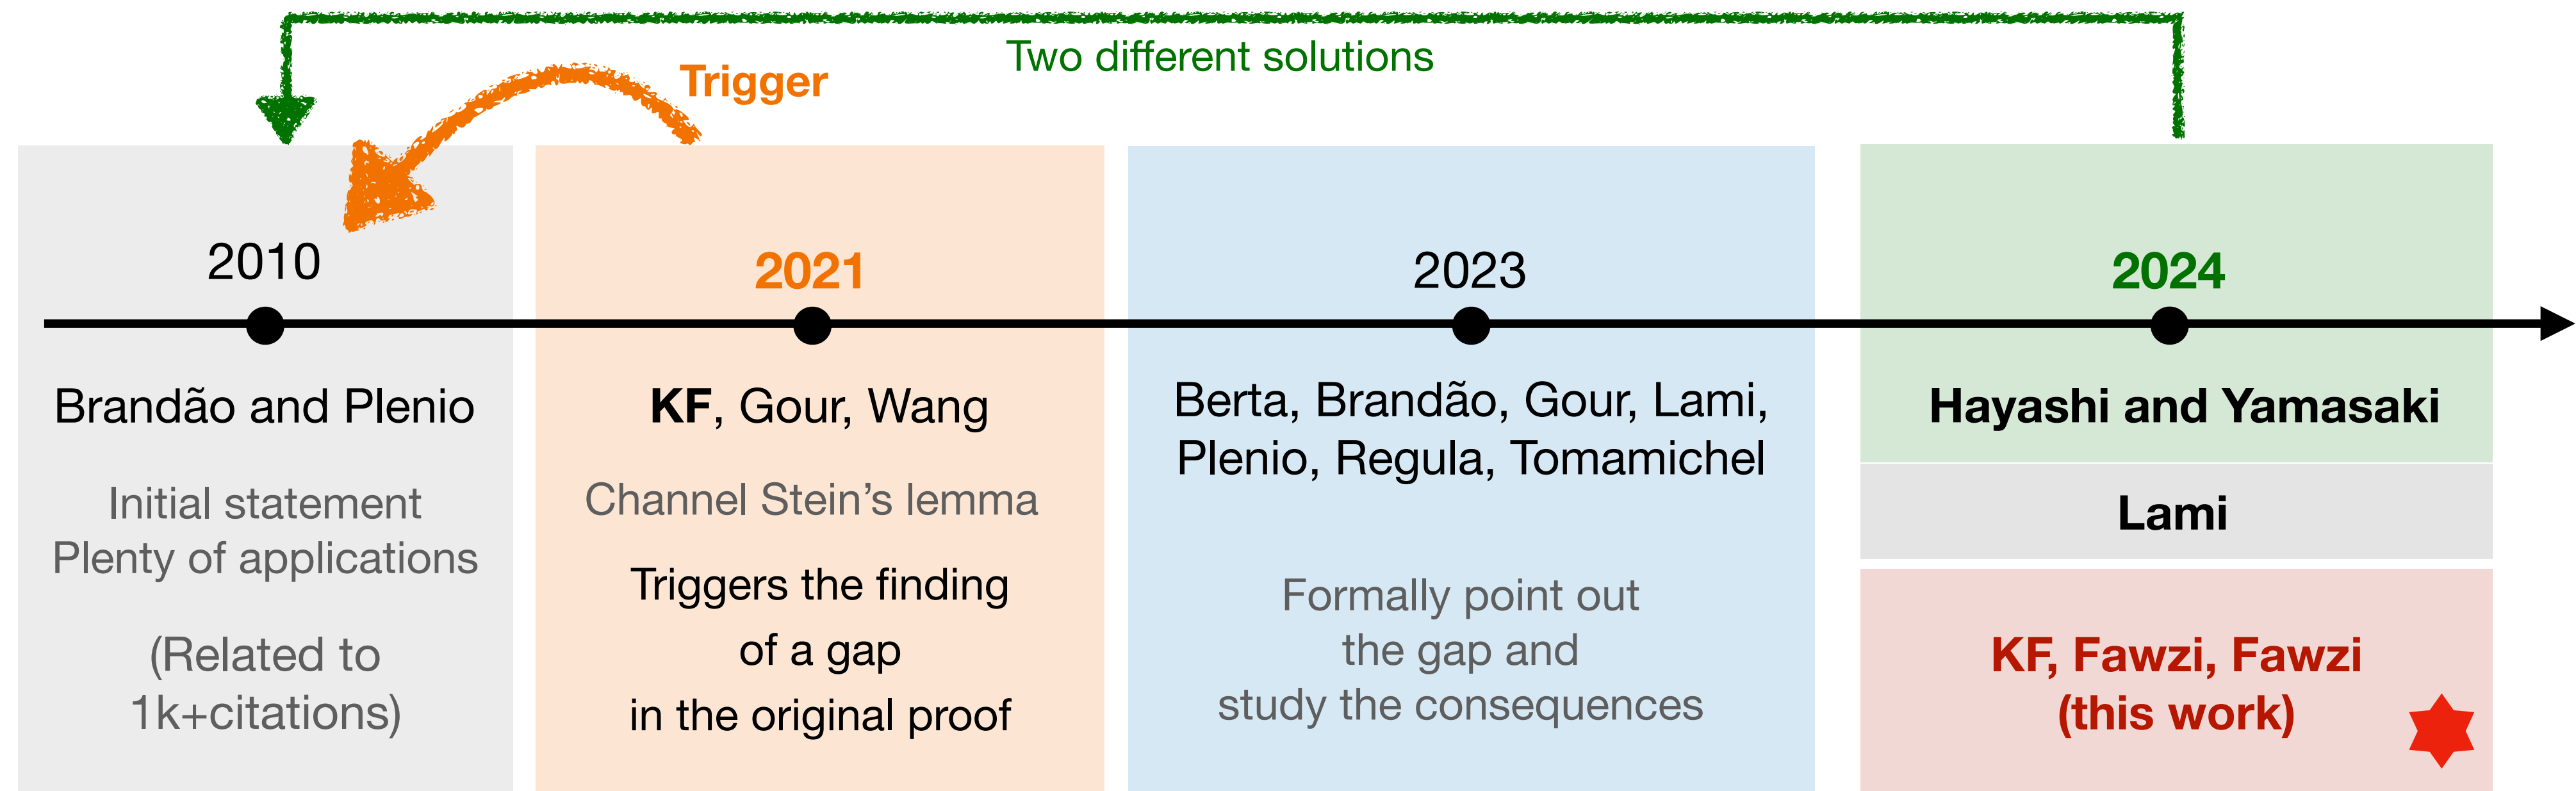 Two different solutions
Trigger
2010
Brandão and Plenio
Initial statement
Plenty of applications
(Related to
1k+citations)
2021
KF, Gour, Wang
Channel Stein’s lemma
Triggers the finding
of a gap
in the original proof
2023
Berta, Brandão, Gour, Lami,
Plenio, Regula, Tomamichel
Formally point out
the gap and
study the consequences
2024
Hayashi and Yamasaki
Lami
KF, Fawzi, Fawzi
(this work)